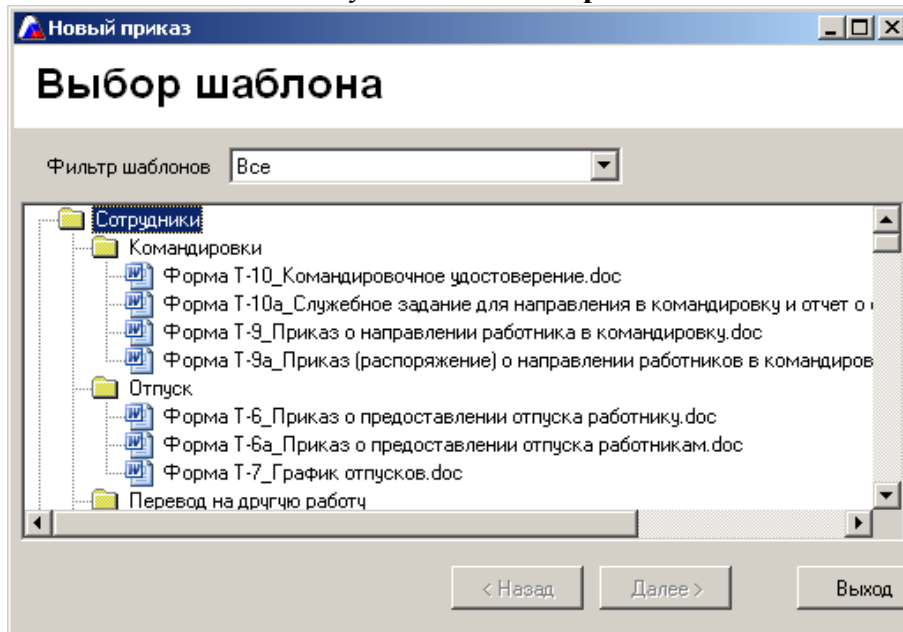 Новый приказ
Выбор шаблона
Фильтр шаблонов Все
Сотрудники
Командировки
Форма Т-10_Командировочное удостоверение.doc
Форма Т-10а_Служебное задание для направления в командировку и отчет о
Форма Т-9_Приказ о направлении работника в командировку.doc
Форма Т-9а_Приказ (распоряжение) о направлении работников в командиров
Отпуск
Форма Т-6_Приказ о предоставлении отпуска работнику.doc
Форма Т-6а_Приказ о предоставлении отпуска работникам.doc
Форма Т-7_График отпусков.doc
Перевод на другую работу
< Назад Далее > Выход